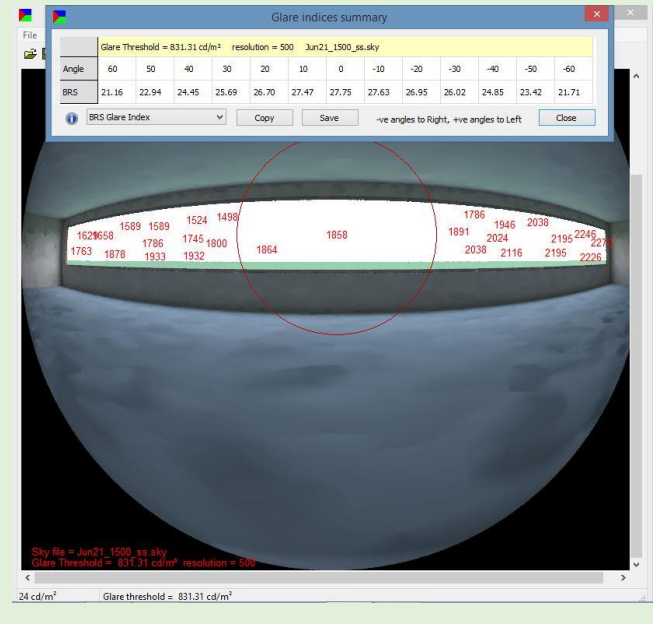 Glare indices summary
File
Glare Threshold = 831.31 cd/m² resolution = 500 Jun21_1500_ss.sky
Angle 60 50 40 30 20 10 0 -10 -20 -30 -40 -50 -60
BRS 21.16 22.94 24.45 25.69 26.70 27.47 27.75 27.63 26.95 26.02 24.85 23.42 21.71
BRS Glare Index Copy Save -ve angles to Right, +ve angles to Left Close
1589 1589 1524 1498 1786 1946 2038
1658 1786 1745 1800 1864 1858 1891 2024 2195 2246
1763 1878 1933 1932 2038 2116 2195 2226
Sky file = Jun21_1500_ss.sky
Glare Threshold = 831.31 cd/m² resolution = 500
24 cd/m² Glare threshold = 831.31 cd/m²